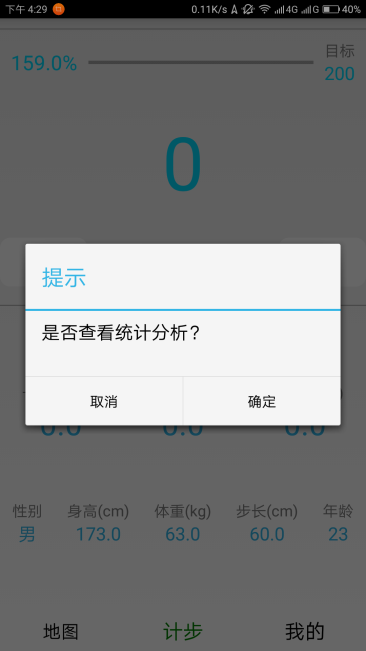 下午 4:29 0.11K/s 4G G 40%
目标
159.0% 200
0
提示
是否查看统计分析？
取消 确定
0.0 0.0 0.0
性别 身高(cm) 体重(kg) 步长(cm) 年龄
男 173.0 63.0 60.0 23
地图 计步 我的